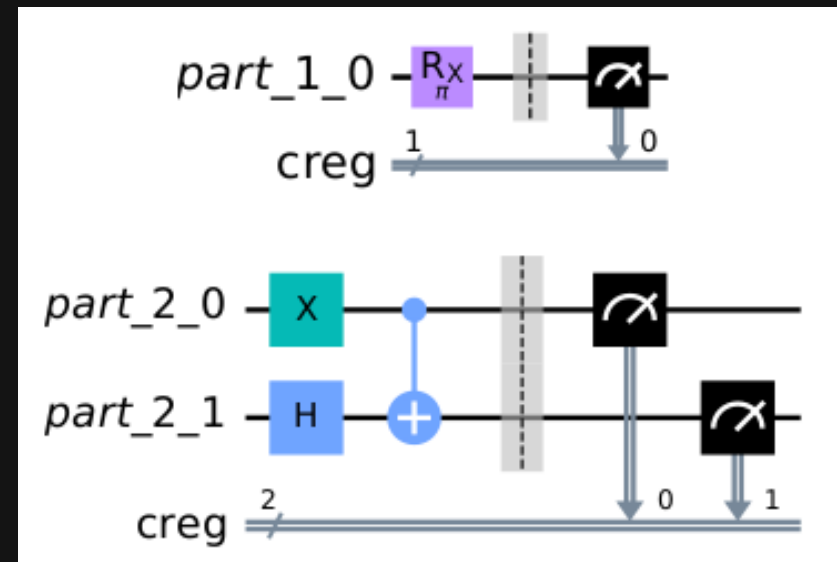 part_1_0 RX π
creg 1 0
part_2_0 X
part_2_1 H
creg 2 0 1